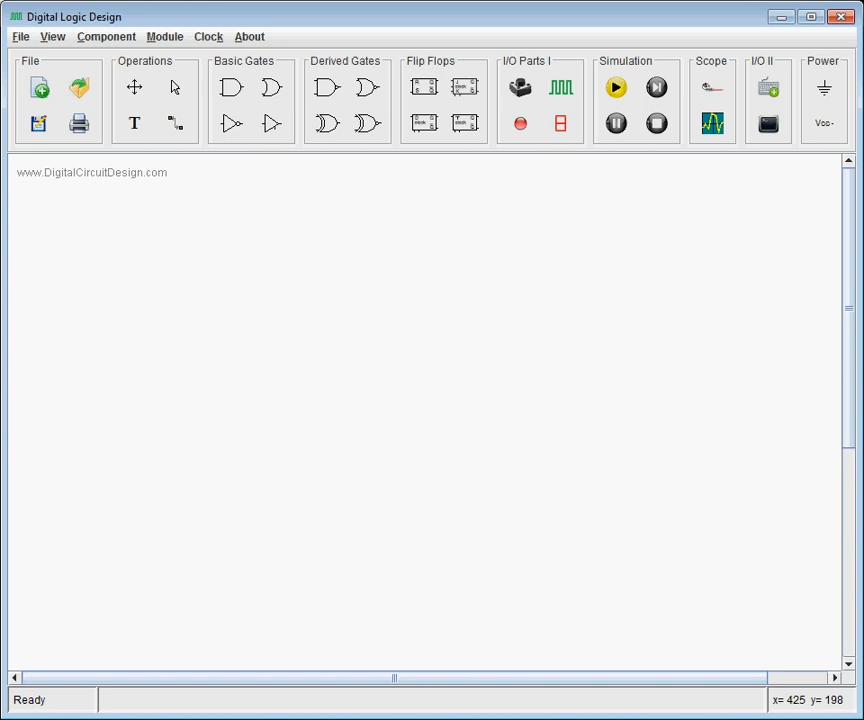 Digital Logic Design
File View Component Module Clock About
File Operations Basic Gates Derived Gates Flip Flops I/O Parts I Simulation Scope I/O II Power
T Vcc-
www.DigitalCircuitDesign.com
Ready x= 425 y= 198